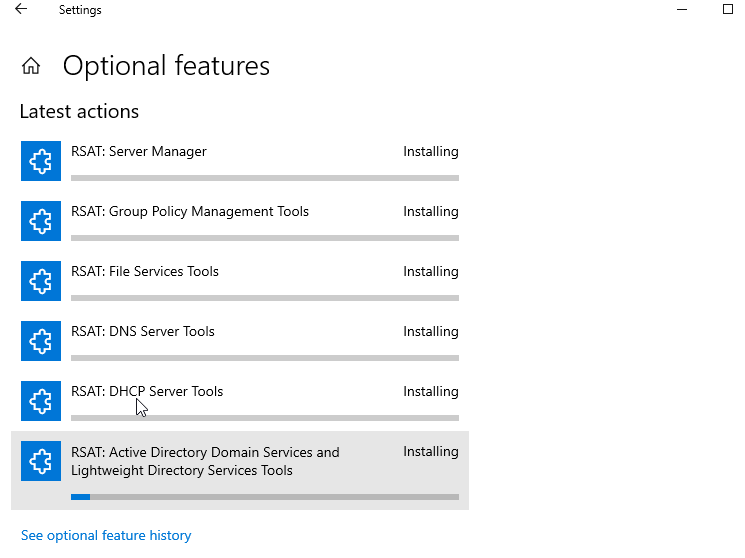 Settings
Optional features
Latest actions
RSAT: Server Manager Installing
RSAT: Group Policy Management Tools Installing
RSAT: File Services Tools Installing
RSAT: DNS Server Tools Installing
RSAT: DHCP Server Tools Installing
RSAT: Active Directory Domain Services and Installing
Lightweight Directory Services Tools
See optional feature history